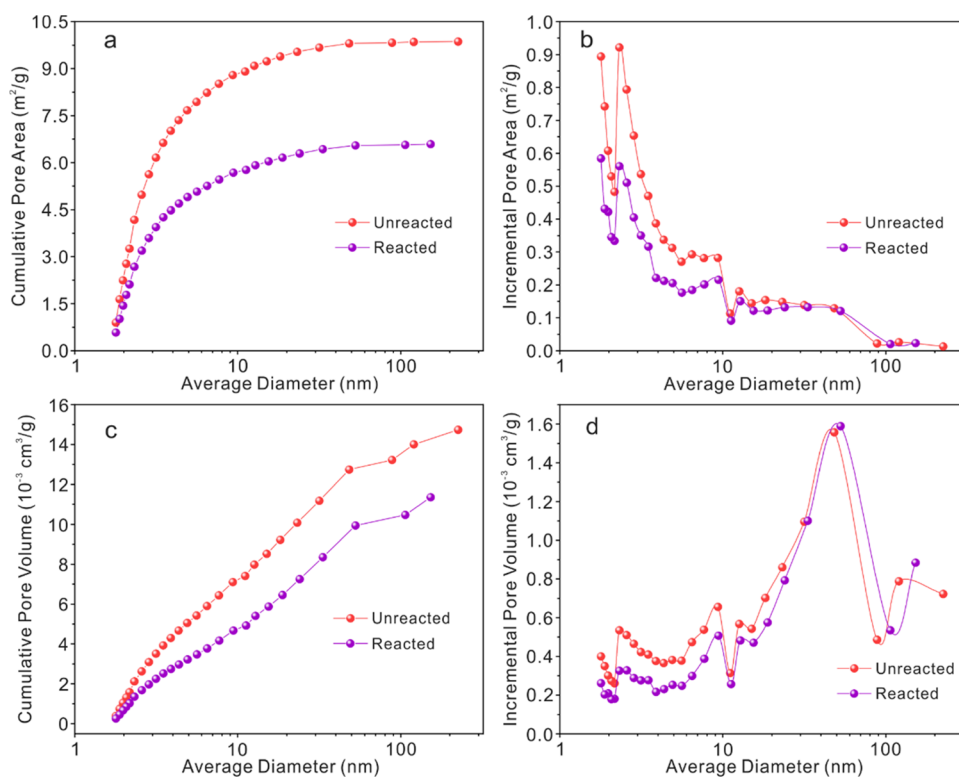 a
10.5
9.0
7.5
6.0
4.5
3.0
1.5
0.0
Cumulative Pore Area (m²/g)
Unreacted
Reacted
1
10
100
Average Diameter (nm)
b
1.0
0.9
0.8
0.7
0.6
0.5
0.4
0.3
0.2
0.1
0.0
Incremental Pore Area (m²/g)
Unreacted
Reacted
1
10
100
Average Diameter (nm)
c
16
14
12
10
8
6
4
2
0
Cumulative Pore Volume (10⁻³ cm³/g)
Unreacted
Reacted
1
10
100
Average Diameter (nm)
d
1.6
1.4
1.2
1.0
0.8
0.6
0.4
0.2
0.0
Incremental Pore Volume (10⁻³ cm³/g)
Unreacted
Reacted
1
10
100
Average Diameter (nm)